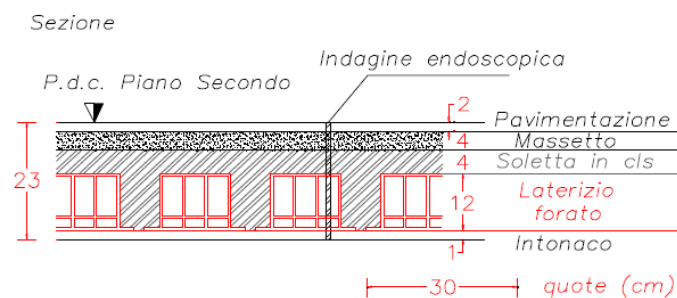 Sezione
Indagine endoscopica
P.d.c. Piano Secondo
2
Pavimentazione
4
Massetto
4
Soletta in cls
23
12
Laterizio
forato
1
Intonaco
30
quote (cm)